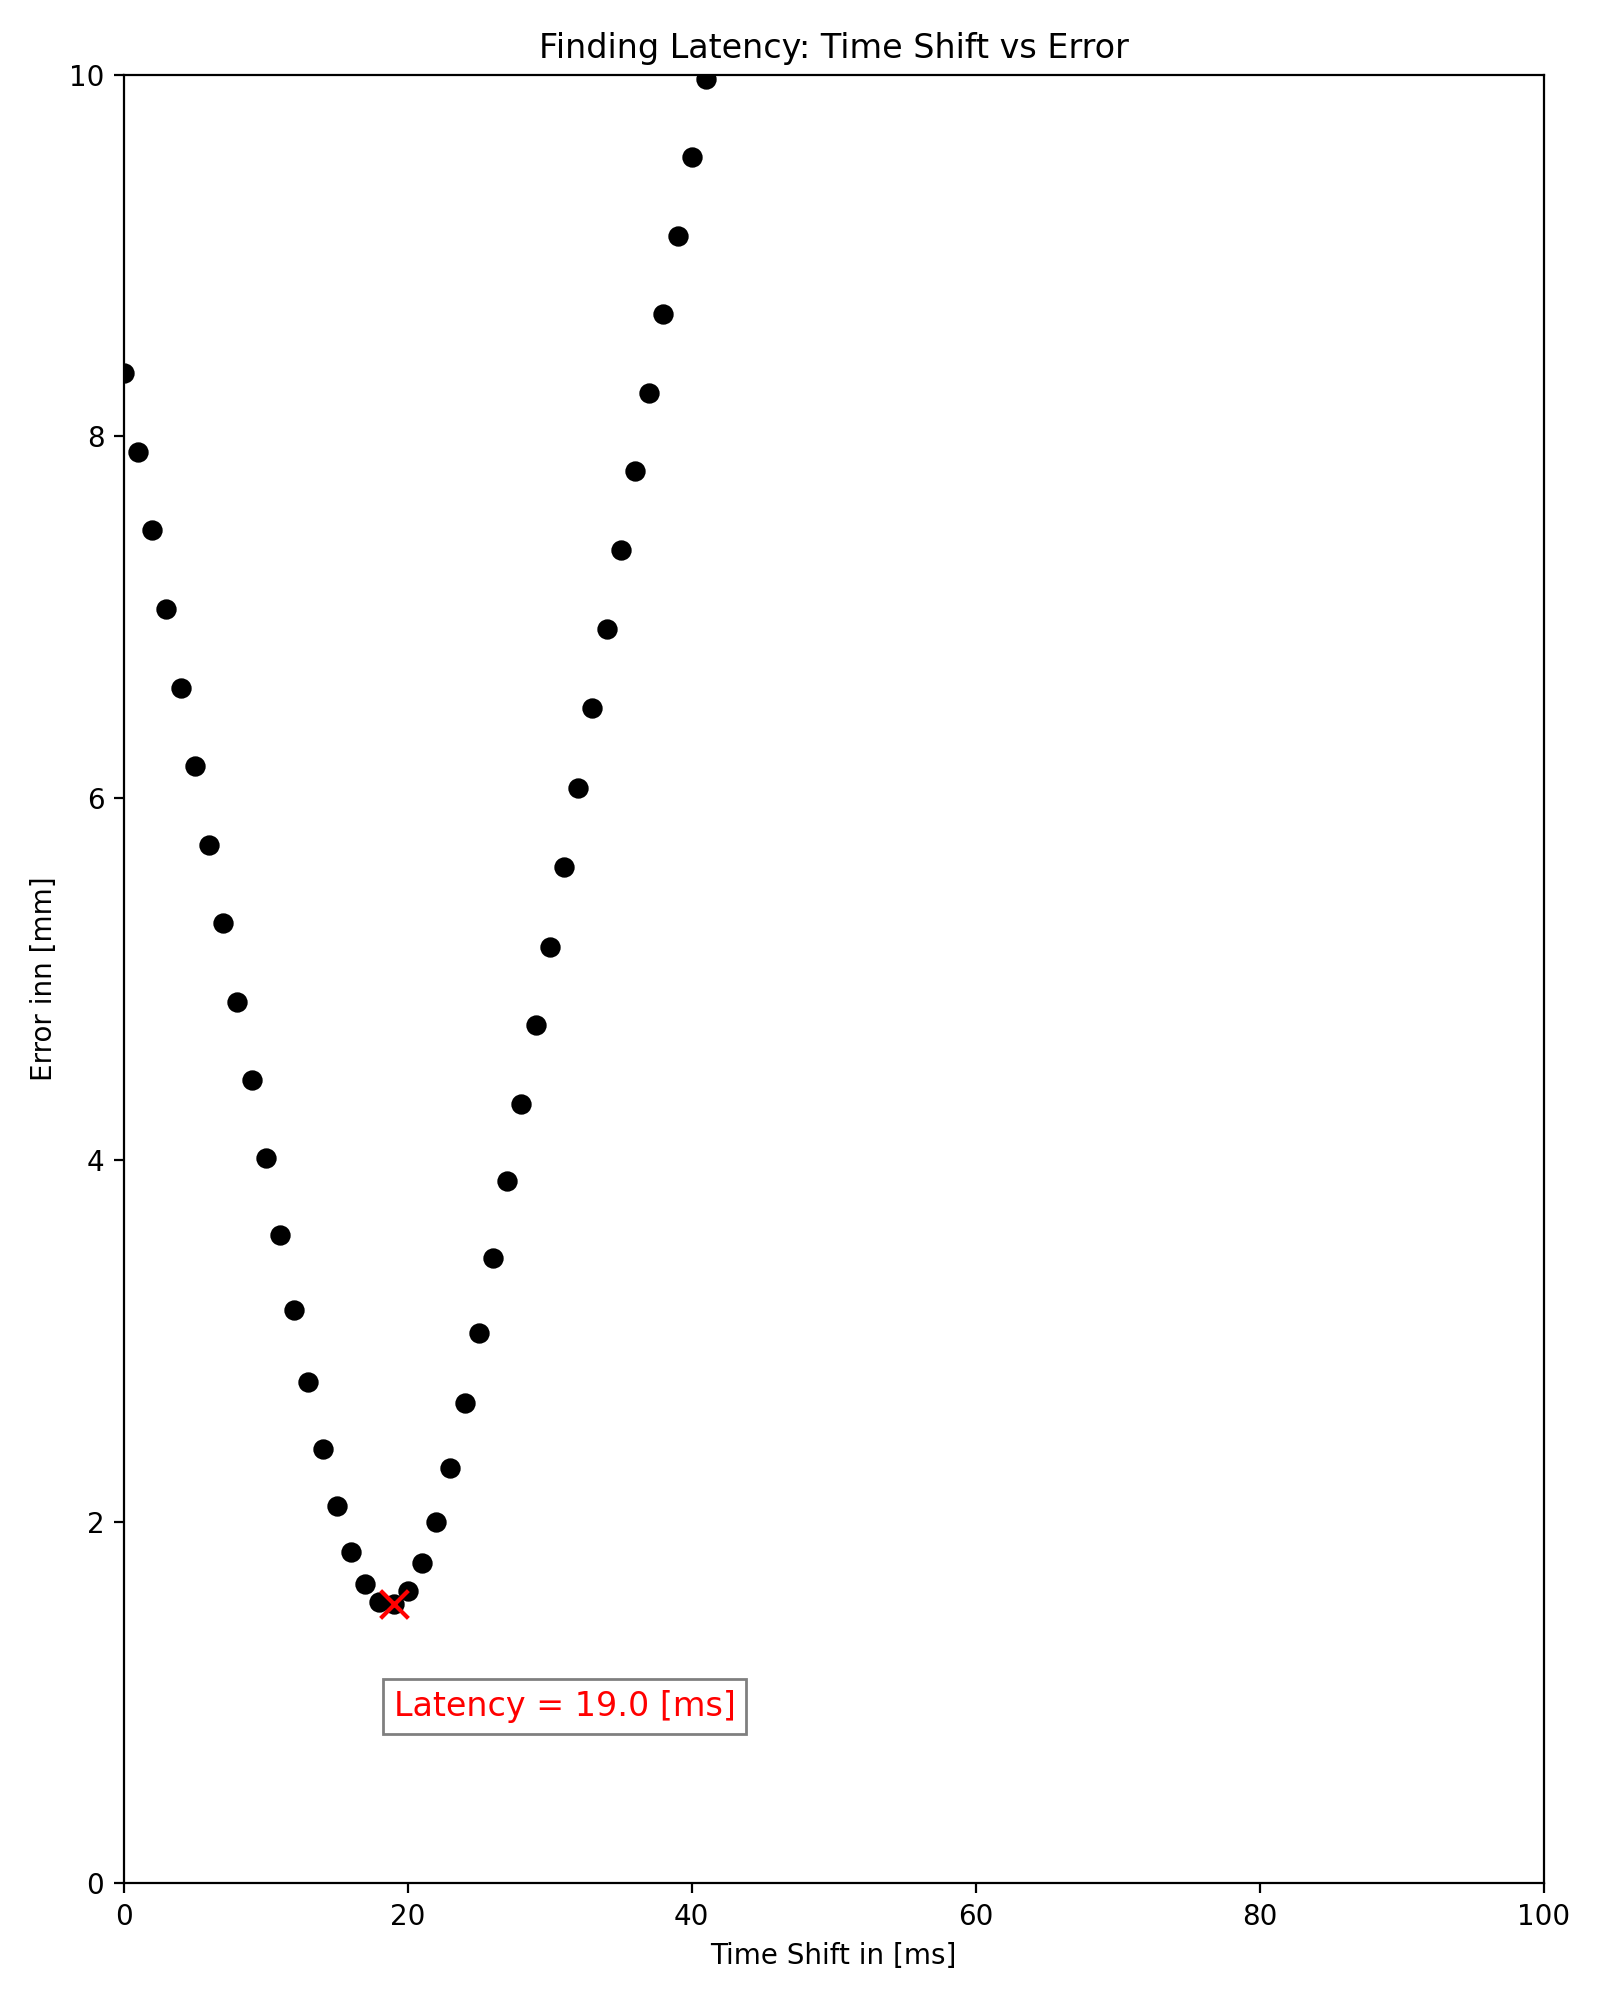 Finding Latency: Time Shift vs Error
10
8
6
4
2
0
Error inn [mm]
Latency = 19.0 [ms]
0 20 40 60 80 100
Time Shift in [ms]